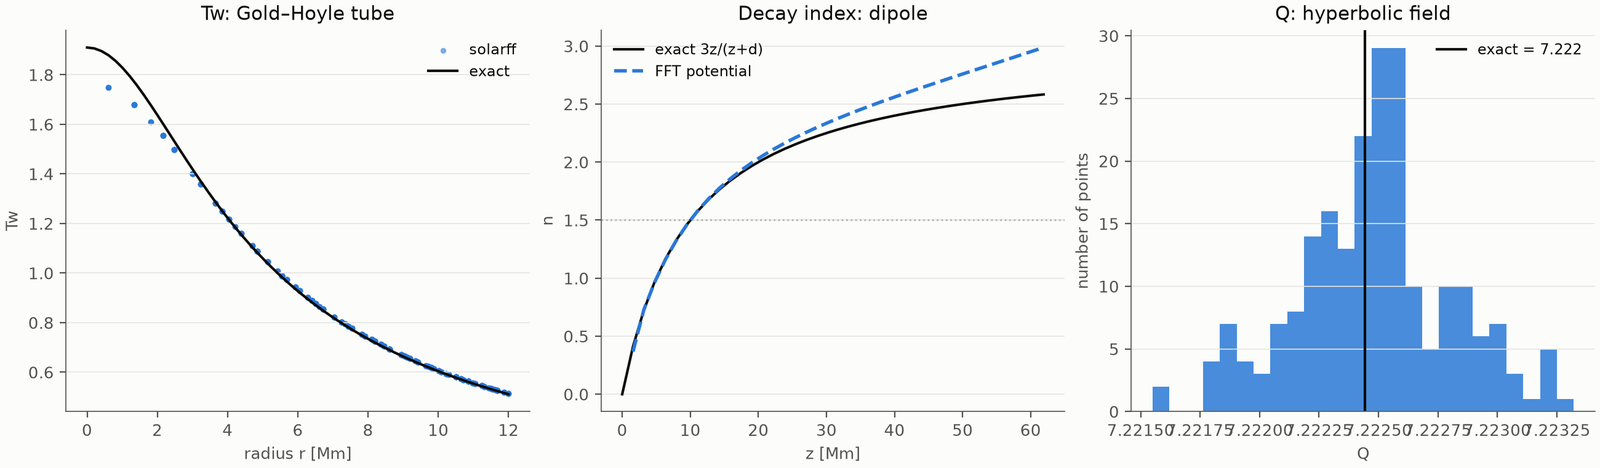 Tw: Gold–Hoyle tube
solarff
exact
1.8
1.6
1.4
1.2
1.0
0.8
0.6
Tw
0 2 4 6 8 10 12
radius r [Mm]
Decay index: dipole
exact 3z/(z+d)
FFT potential
3.0
2.5
2.0
1.5
1.0
0.5
0.0
n
0 10 20 30 40 50 60
z [Mm]
Q: hyperbolic field
exact = 7.222
30
25
20
15
10
5
0
number of points
7.22150 7.22175 7.22200 7.22225 7.22250 7.22275 7.22300 7.22325
Q